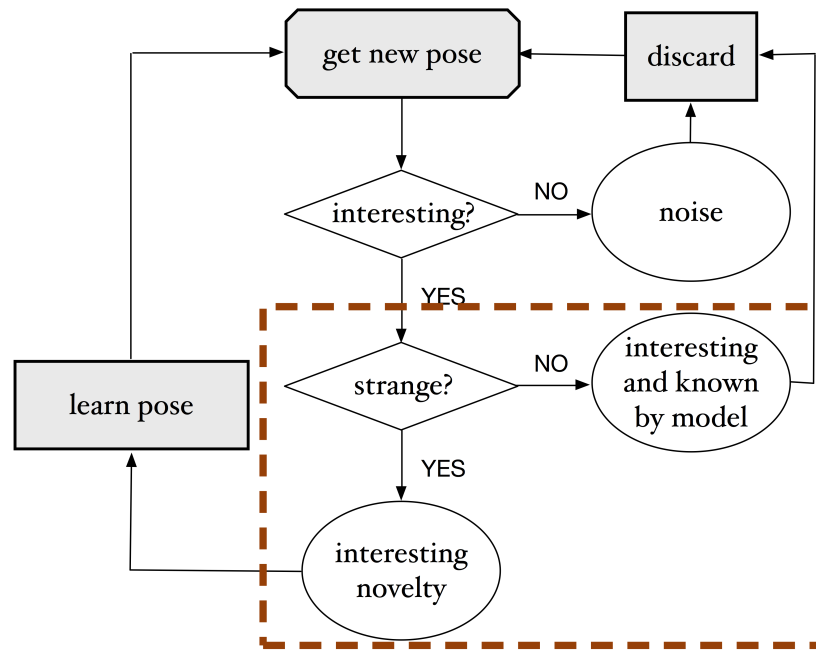 get new pose
discard
interesting?
NO
noise
YES
strange?
NO
interesting
and known
by model
learn pose
YES
interesting
novelty